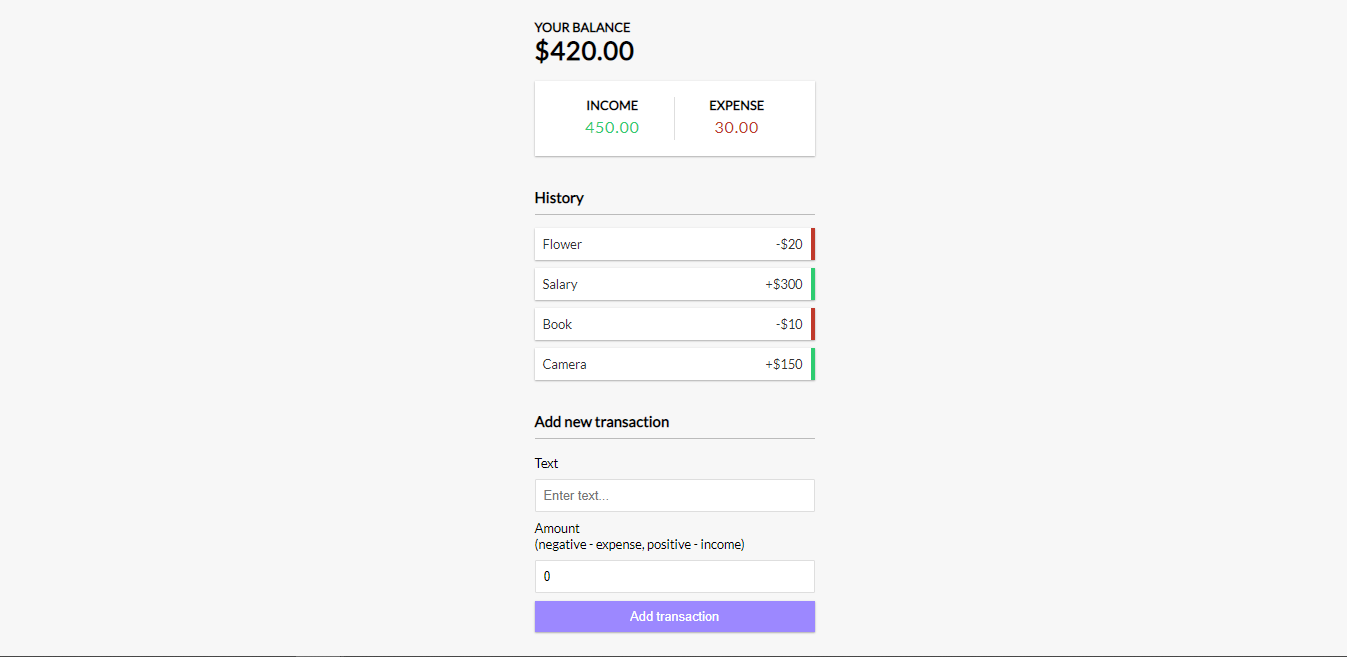 YOUR BALANCE
$420.00
INCOME EXPENSE
450.00 30.00
History
Flower -$20
Salary +$300
Book -$10
Camera +$150
Add new transaction
Text
Enter text...
Amount
(negative - expense, positive - income)
0
Add transaction